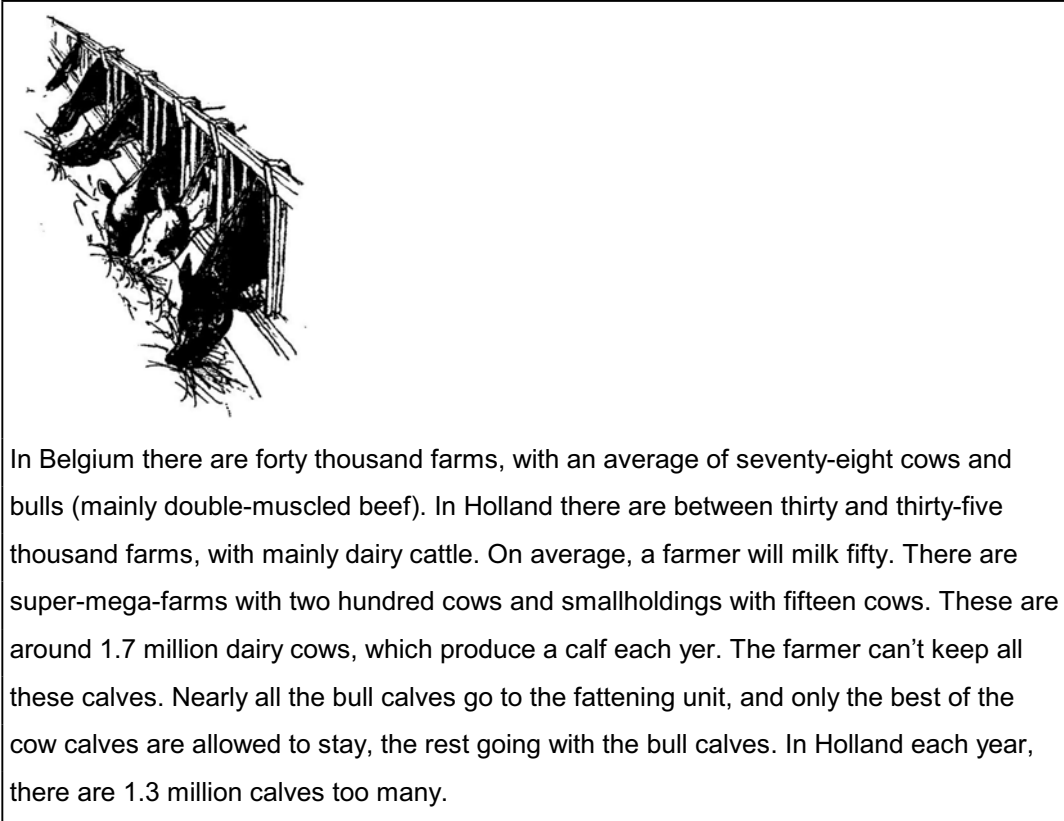 In Belgium there are forty thousand farms, with an average of seventy-eight cows and
bulls (mainly double-muscled beef). In Holland there are between thirty and thirty-five
thousand farms, with mainly dairy cattle. On average, a farmer will milk fifty. There are
super-mega-farms with two hundred cows and smallholdings with fifteen cows. These are
around 1.7 million dairy cows, which produce a calf each yer. The farmer can’t keep all
these calves. Nearly all the bull calves go to the fattening unit, and only the best of the
cow calves are allowed to stay, the rest going with the bull calves. In Holland each year,
there are 1.3 million calves too many.